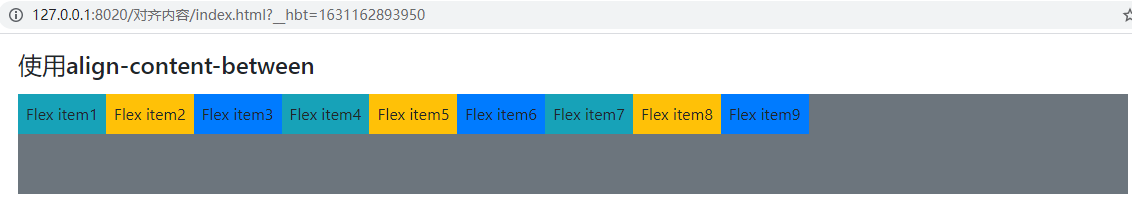 127.0.0.1:8020/对齐内容/index.html?__hbt=1631162893950
使用align-content-between
Flex item1 Flex item2 Flex item3 Flex item4 Flex item5 Flex item6 Flex item7 Flex item8 Flex item9